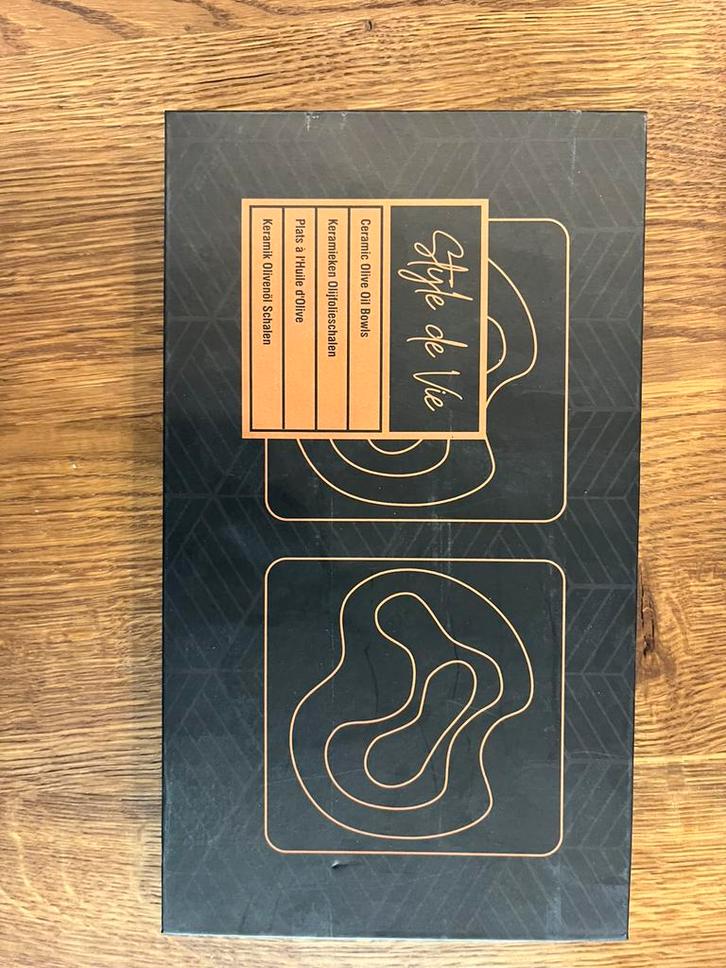 Style de Vie
Ceramic Olive Oil Bowls
Keramieken Olijfolieschalen
Plats à l'Huile d'Olive
Keramik Olivenöl Schalen